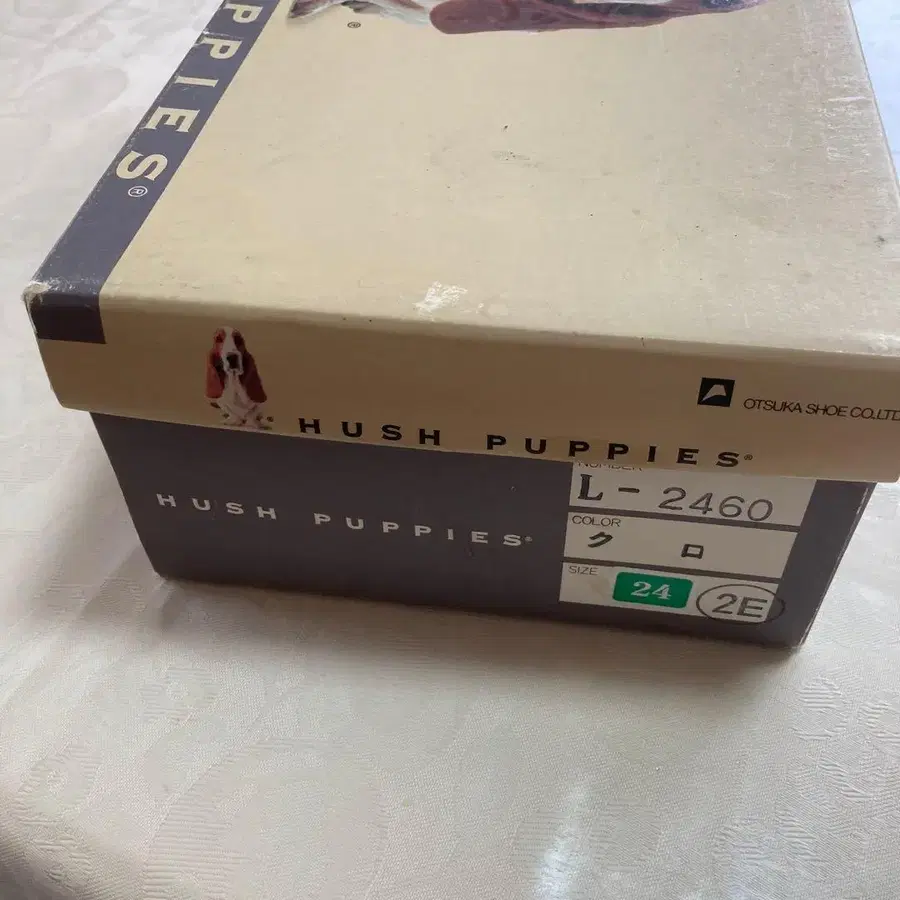 PPIES®
®
HUSH PUPPIES®
OTSUKA SHOE CO.LTD
HUSH PUPPIES®
NUMBER
L-2460
COLOR
クロ
SIZE
24
2E